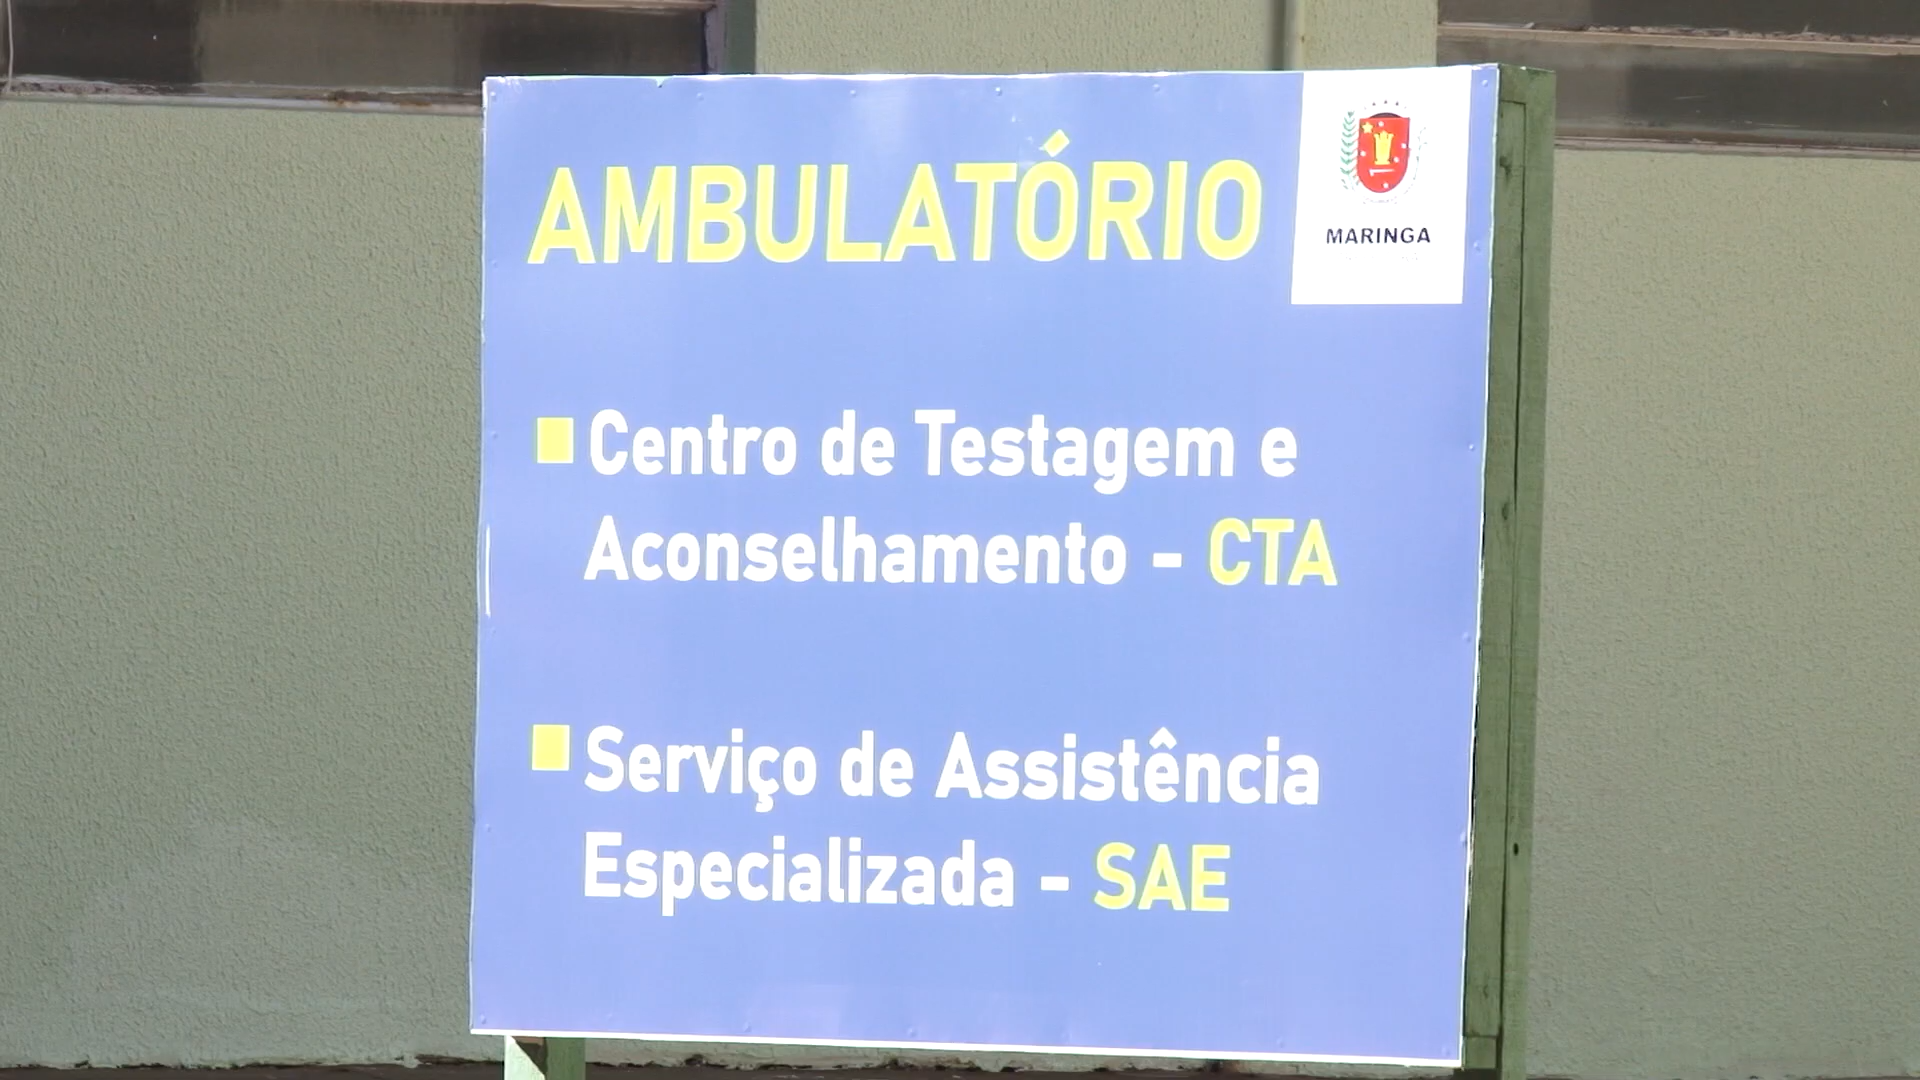 AMBULATÓRIO
MARINGA
Centro de Testagem e
Aconselhamento - CTA
Serviço de Assistência
Especializada - SAE